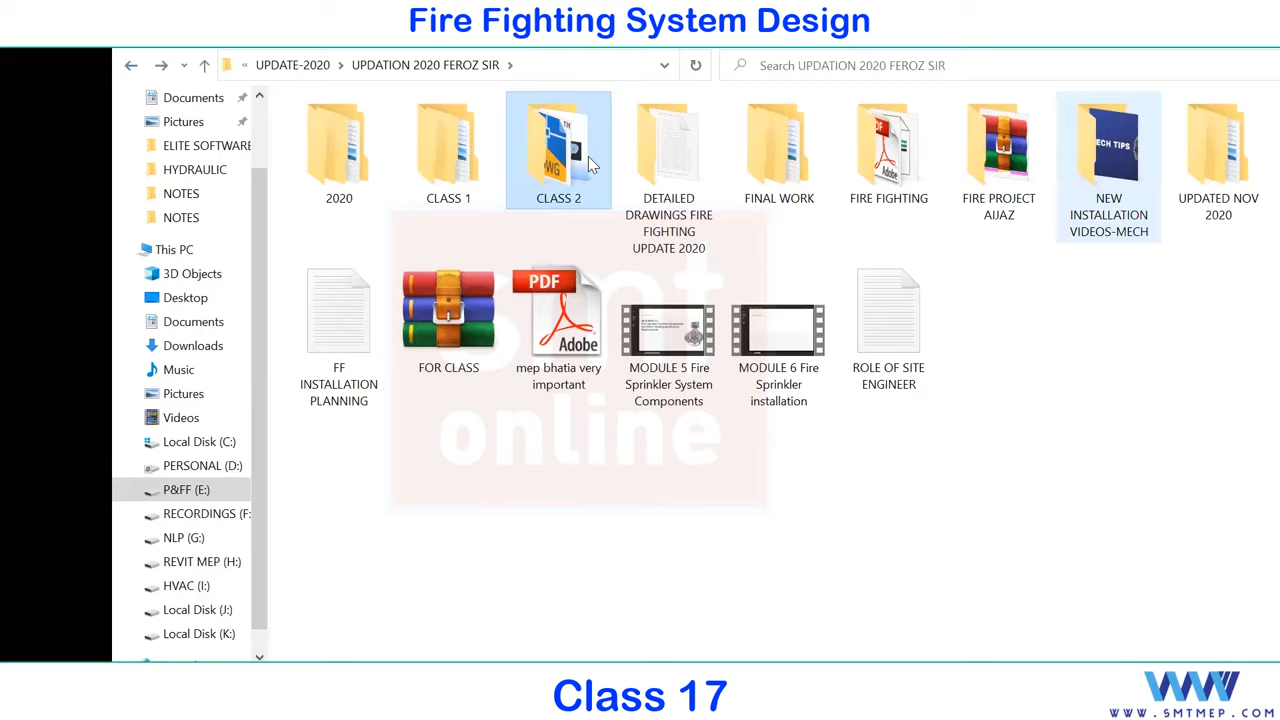 Fire Fighting System Design
« UPDATE-2020 > UPDATION 2020 FEROZ SIR >
Search UPDATION 2020 FEROZ SIR
Documents
Pictures
ELITE SOFTWARE
HYDRAULIC
NOTES
NOTES
This PC
3D Objects
Desktop
Documents
Downloads
Music
Pictures
Videos
Local Disk (C:)
PERSONAL (D:)
P&FF (E:)
RECORDINGS (F:
NLP (G:)
REVIT MEP (H:)
HVAC (I:)
Local Disk (J:)
Local Disk (K:)
2020
CLASS 1
CLASS 2
DETAILED
DRAWINGS FIRE
FIGHTING
UPDATE 2020
FINAL WORK
FIRE FIGHTING
FIRE PROJECT
AIJAZ
NEW
INSTALLATION
VIDEOS-MECH
UPDATED NOV
2020
TECH TIPS
PDF
Adobe
FF
INSTALLATION
PLANNING
FOR CLASS
PDF
Adobe
mep bhatia very
important
MODULE 5 Fire
Sprinkler System
Components
MODULE 6 Fire
Sprinkler
installation
ROLE OF SITE
ENGINEER
smt
online
Class 17
WWW.SMTMEP.COM